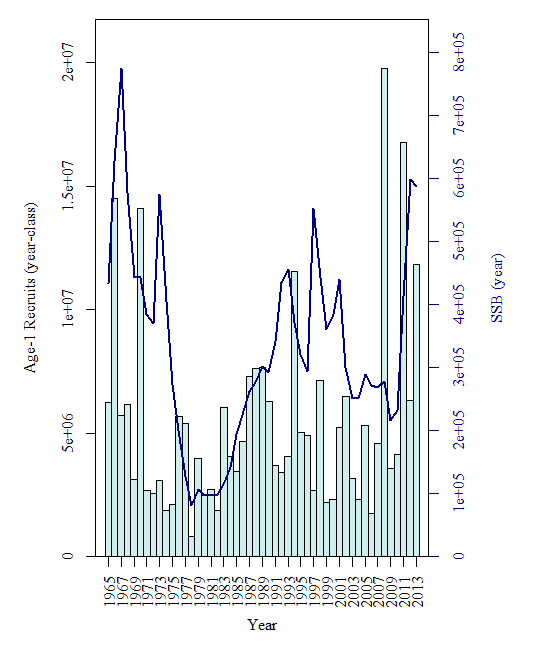 Age-1 Recruits (year-class)
0
5e+06
1e+07
1.5e+07
2e+07
0
1e+05
2e+05
3e+05
4e+05
5e+05
6e+05
7e+05
8e+05
SSB (year)
1965
1967
1969
1971
1973
1975
1977
1979
1981
1983
1985
1987
1989
1991
1993
1995
1997
1999
2001
2003
2005
2007
2009
2011
2013
Year